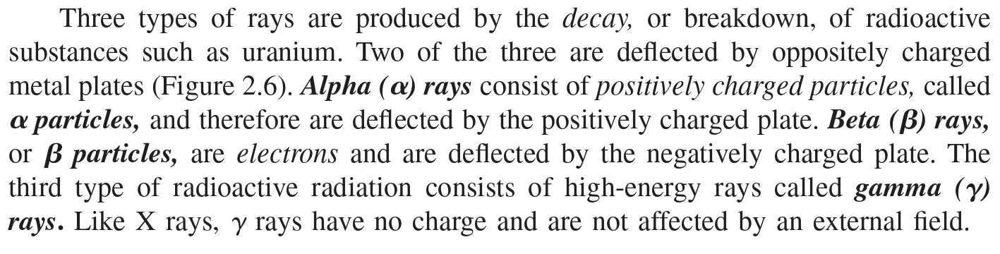 Three types of rays are produced by the decay, or breakdown, of radioactive
substances such as uranium. Two of the three are deflected by oppositely charged
metal plates (Figure 2.6). Alpha (α) rays consist of positively charged particles, called
α particles, and therefore are deflected by the positively charged plate. Beta (β) rays,
or β particles, are electrons and are deflected by the negatively charged plate. The
third type of radioactive radiation consists of high-energy rays called gamma (γ)
rays. Like X rays, γ rays have no charge and are not affected by an external field.